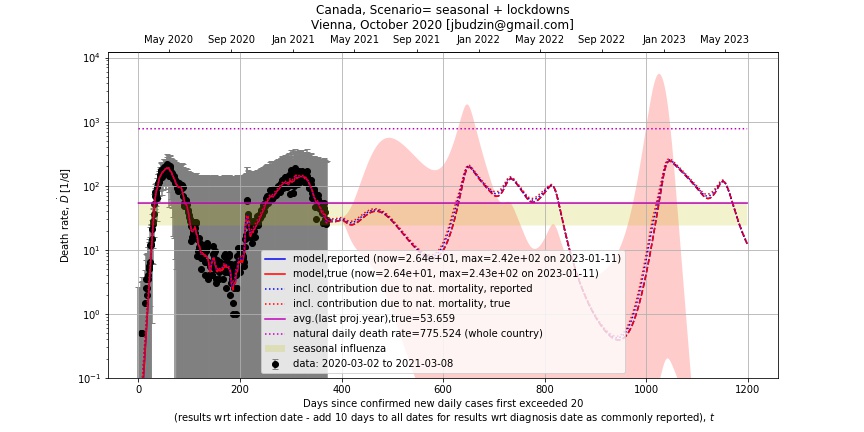 Canada, Scenario= seasonal + lockdowns
Vienna, October 2020 [jbudzin@gmail.com]
May 2020 Sep 2020 Jan 2021 May 2021 Sep 2021 Jan 2022 May 2022 Sep 2022 Jan 2023 May 2023
10⁴
10³
10²
10¹
10⁰
10⁻¹
Death rate, D [1/d]
model,reported (now=2.64e+01, max=2.42e+02 on 2023-01-11)
model,true (now=2.64e+01, max=2.43e+02 on 2023-01-11)
incl. contribution due to nat. mortality, reported
incl. contribution due to nat. mortality, true
avg.(last proj.year),true=53.659
natural daily death rate=775.524 (whole country)
seasonal influenza
data: 2020-03-02 to 2021-03-08
0 200 400 600 800 1000 1200
Days since confirmed new daily cases first exceeded 20
(results wrt infection date - add 10 days to all dates for results wrt diagnosis date as commonly reported), t